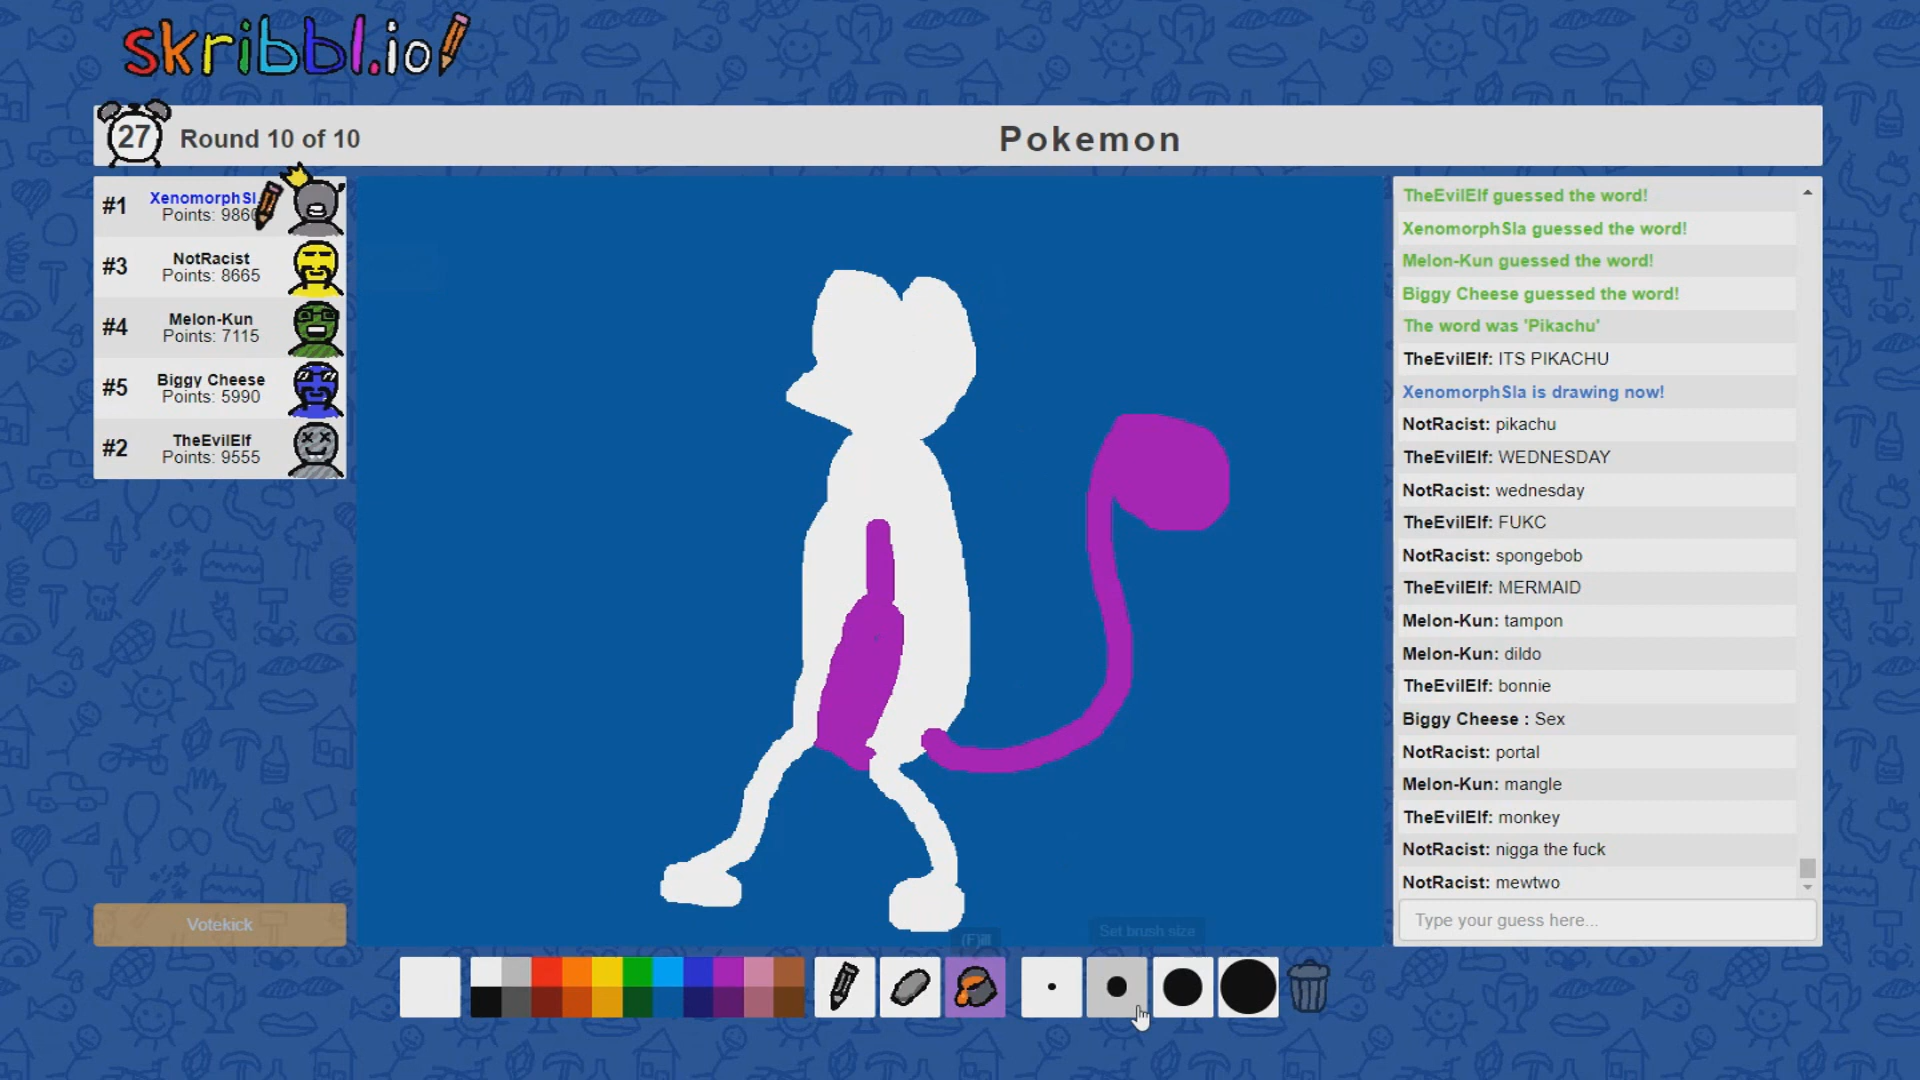 skribbl.io
27
Round 10 of 10
Pokemon
#1
XenomorphSl
Points: 9860
#3
NotRacist
Points: 8665
#4
Melon-Kun
Points: 7115
#5
Biggy Cheese
Points: 5990
#2
TheEvilElf
Points: 9555
Votekick
TheEvilElf guessed the word!
XenomorphSla guessed the word!
Melon-Kun guessed the word!
Biggy Cheese guessed the word!
The word was 'Pikachu'
TheEvilElf: ITS PIKACHU
XenomorphSla is drawing now!
NotRacist: pikachu
TheEvilElf: WEDNESDAY
NotRacist: wednesday
TheEvilElf: FUKC
NotRacist: spongebob
TheEvilElf: MERMAID
Melon-Kun: tampon
Melon-Kun: dildo
TheEvilElf: bonnie
Biggy Cheese : Sex
NotRacist: portal
Melon-Kun: mangle
TheEvilElf: monkey
NotRacist: nigga the fuck
NotRacist: mewtwo
Type your guess here...
(F)ill
Set brush size